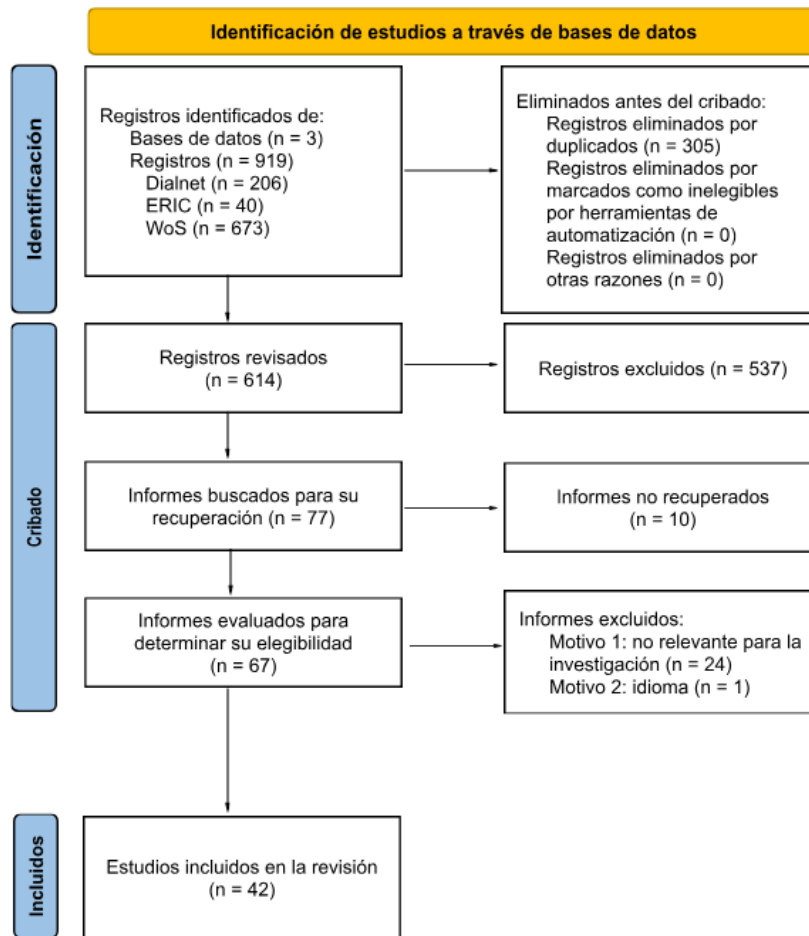 Identificación de estudios a través de bases de datos
Identificación
Registros identificados de:
Bases de datos (n = 3)
Registros (n = 919)
Dialnet (n = 206)
ERIC (n = 40)
WoS (n = 673)
Eliminados antes del cribado:
Registros eliminados por
duplicados (n = 305)
Registros eliminados por
marcados como inelegibles
por herramientas de
automatización (n = 0)
Registros eliminados por
otras razones (n = 0)
Cribado
Registros revisados
(n = 614)
Registros excluidos (n = 537)
Informes buscados para su
recuperación (n = 77)
Informes no recuperados
(n = 10)
Informes evaluados para
determinar su elegibilidad
(n = 67)
Informes excluidos:
Motivo 1: no relevante para la
investigación (n = 24)
Motivo 2: idioma (n = 1)
Incluidos
Estudios incluidos en la revisión
(n = 42)